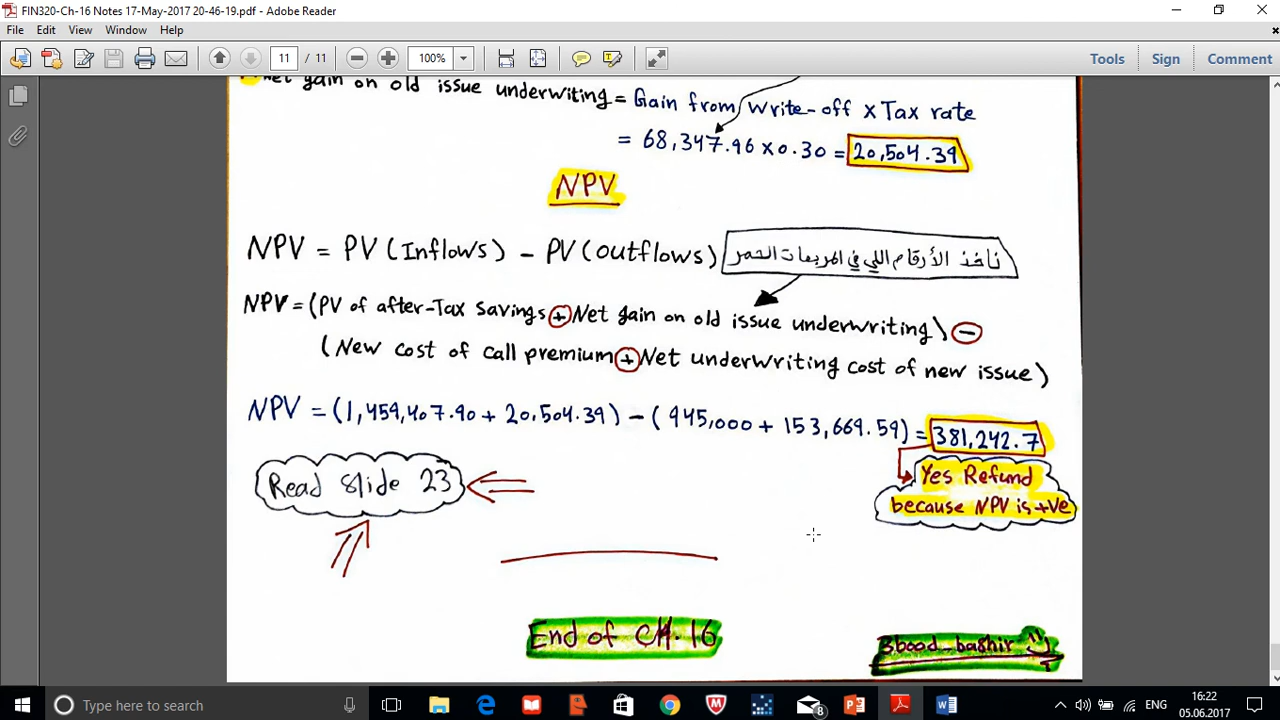 FIN320-Ch-16 Notes 17-May-2017 20-46-19.pdf - Adobe Reader
File Edit View Window Help
11 / 11 100% Tools Sign Comment
Net gain on old issue underwiting = Gain from Write-off x Tax rate
= 68,347.96 x 0.30 = 20,504.39
NPV
NPV = PV (Inflows) - PV (outflows) ناخذ الأرقام اللي في المربعات الحمر
NPV = (PV of after-Tax savings + Net gain on old issue underwriting) -
(New cost of call premium + Net underwriting cost of new issue)
NPV = (1,459,407.90 + 20,504.39) - (945,000 + 153,669.59) = 381,242.7
Yes Refund
because NPV is +ve
Read slide 23
End of CH.16
Bbood_bashir
Type here to search
8
ENG
16:22
05.06.2017